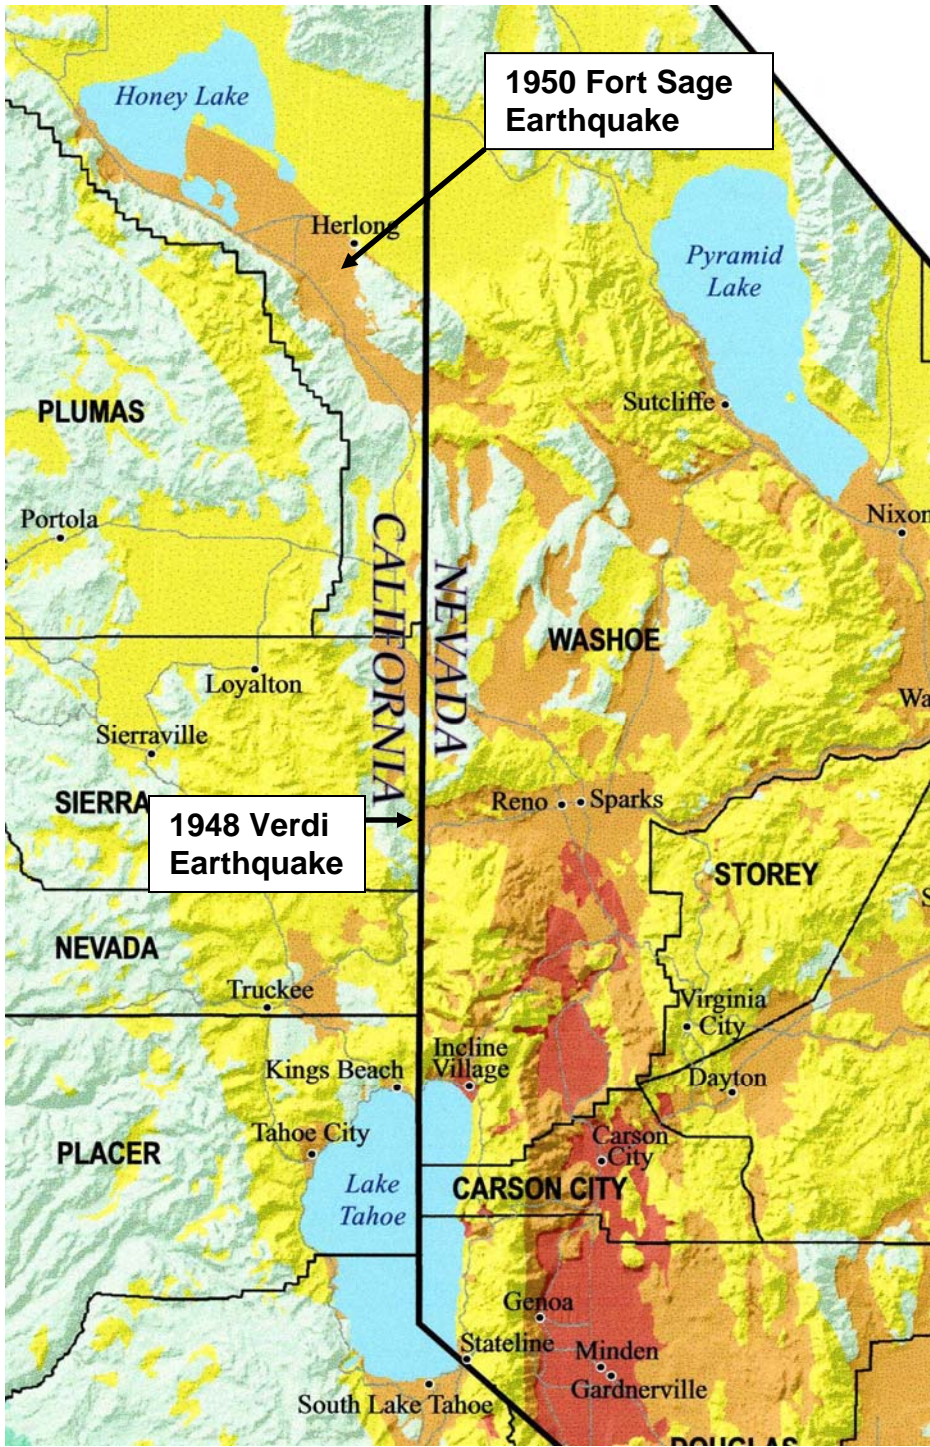 1950 Fort Sage
Earthquake
Honey Lake
Herlong
Pyramid
Lake
PLUMAS
Sutcliffe
Portola
Nixon
CALIFORNIA
NEVADA
WASHOE
Loyalton
Sierraville
SIERRA
Reno
Sparks
1948 Verdi
Earthquake
STOREY
NEVADA
Truckee
Virginia
City
Incline
Village
Kings Beach
Dayton
Tahoe City
Carson
City
PLACER
Lake
Tahoe
CARSON CITY
Genoa
Stateline
Minden
Gardnerville
South Lake Tahoe
DOUGLAS